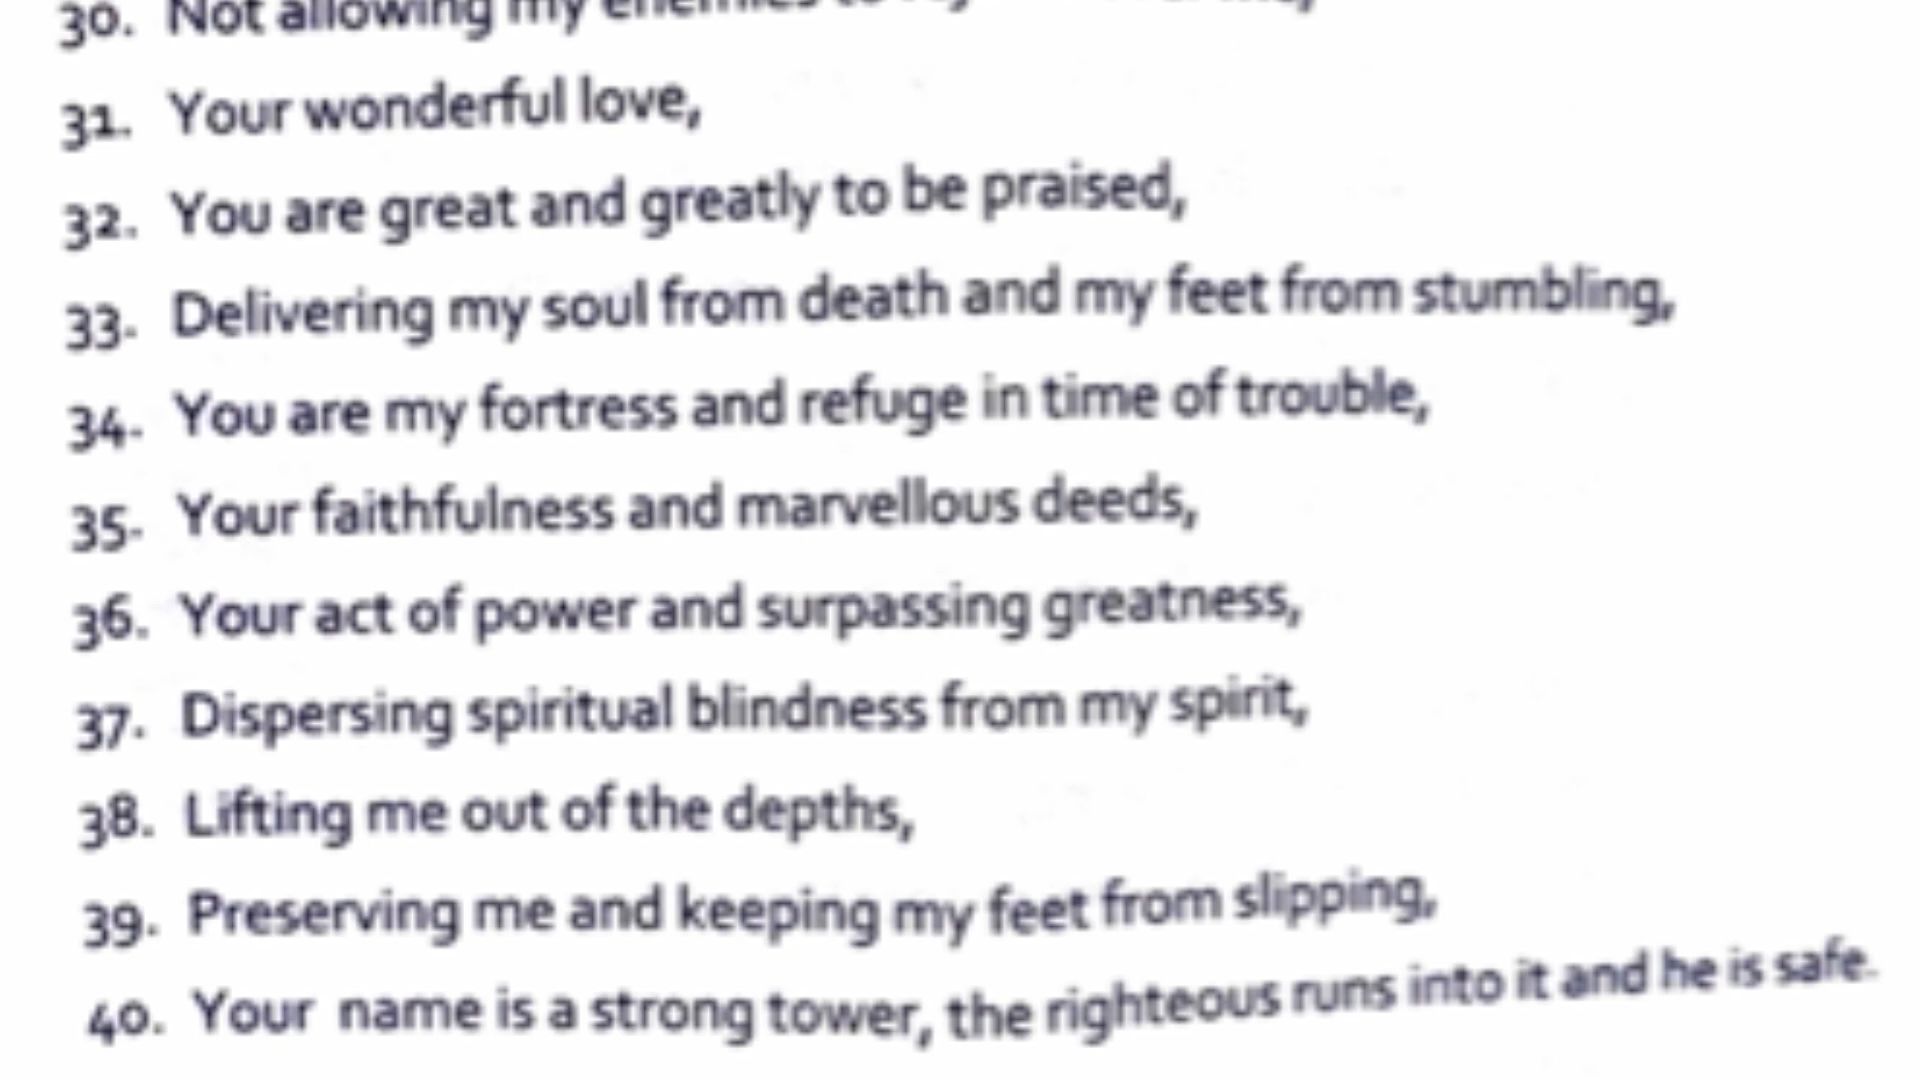 30. Not allowing my enemies to
31. Your wonderful love,
32. You are great and greatly to be praised,
33. Delivering my soul from death and my feet from stumbling,
34. You are my fortress and refuge in time of trouble,
35. Your faithfulness and marvellous deeds,
36. Your act of power and surpassing greatness,
37. Dispersing spiritual blindness from my spirit,
38. Lifting me out of the depths,
39. Preserving me and keeping my feet from slipping,
40. Your name is a strong tower, the righteous runs into it and he is safe.